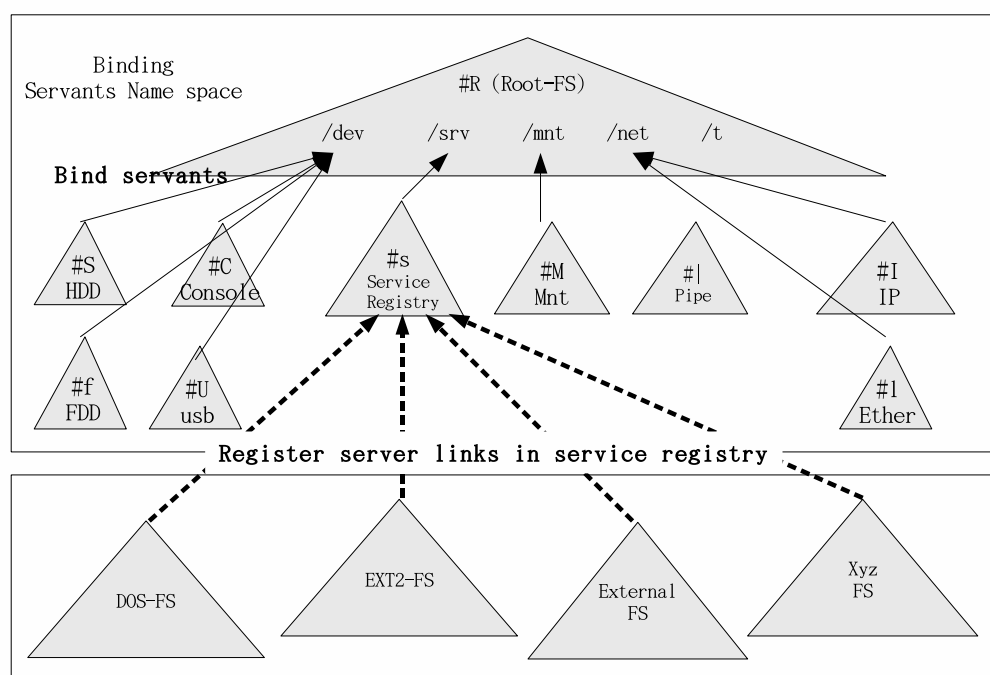 Binding
Servants Name space
#R (Root-FS)
/dev /srv /mnt /net /t
Bind servants
#S
HDD
#C
Console
#s
Service
Registry
#M
Mnt
#|
Pipe
#I
IP
#f
FDD
#U
usb
#l
Ether
Register server links in service registry
DOS-FS
EXT2-FS
External
FS
Xyz
FS